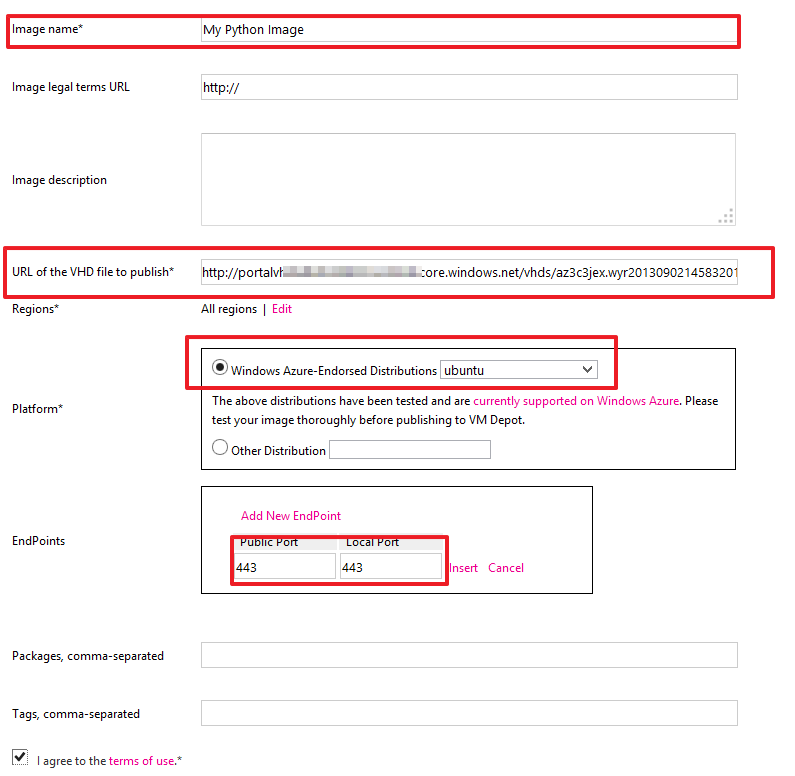 Image name* My Python Image
Image legal terms URL http://
Image description
URL of the VHD file to publish* http://portalvh core.windows.net/vhds/az3c3jex.wyr2013090214583201
Regions* All regions | Edit
Windows Azure-Endorsed Distributions ubuntu
Platform*
The above distributions have been tested and are currently supported on Windows Azure. Please
test your image thoroughly before publishing to VM Depot.
Other Distribution
Add New EndPoint
EndPoints
Public Port Local Port
443 443 Insert Cancel
Packages, comma-separated
Tags, comma-separated
I agree to the terms of use.*